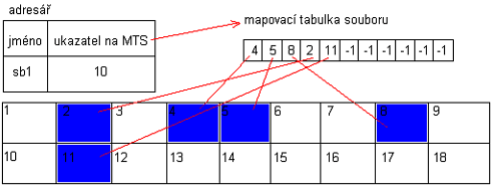 adresář
mapovací tabulka souboru
jméno ukazatel na MTS
4 5 8 2 11 -1 -1 -1 -1 -1 -1
sb1 10
1 2 3 4 5 6 7 8 9
10 11 12 13 14 15 16 17 18